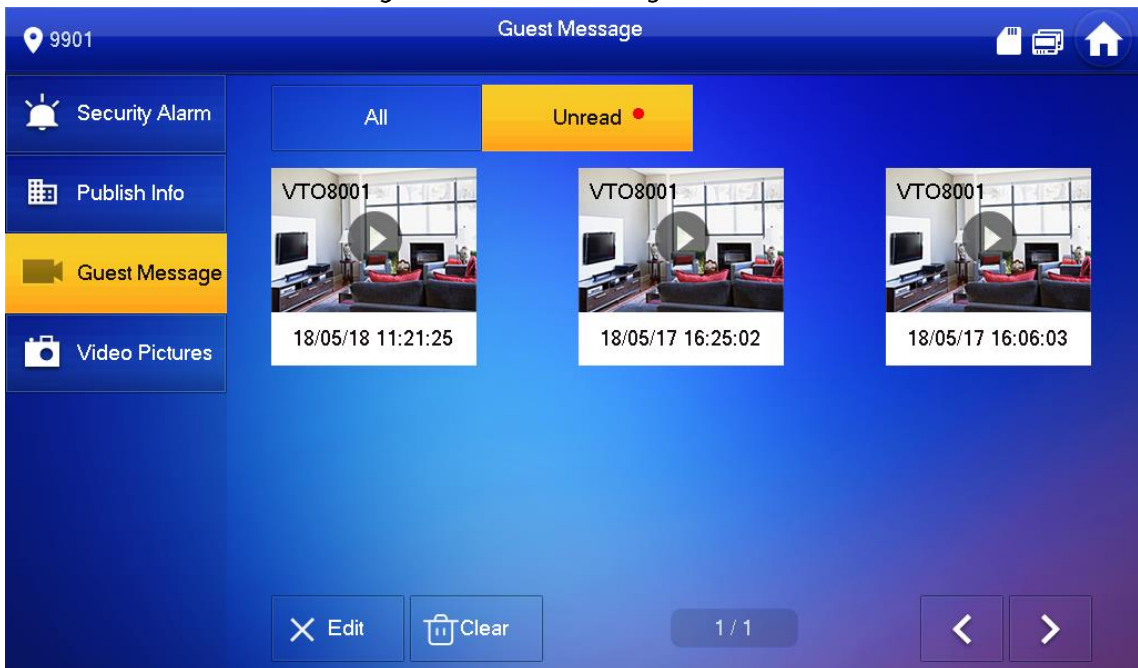 9901
Guest Message
Security Alarm
All
Unread
Publish Info
VTO8001
VTO8001
VTO8001
Guest Message
18/05/18 11:21:25
18/05/17 16:25:02
18/05/17 16:06:03
Video Pictures
Edit
Clear
1 / 1